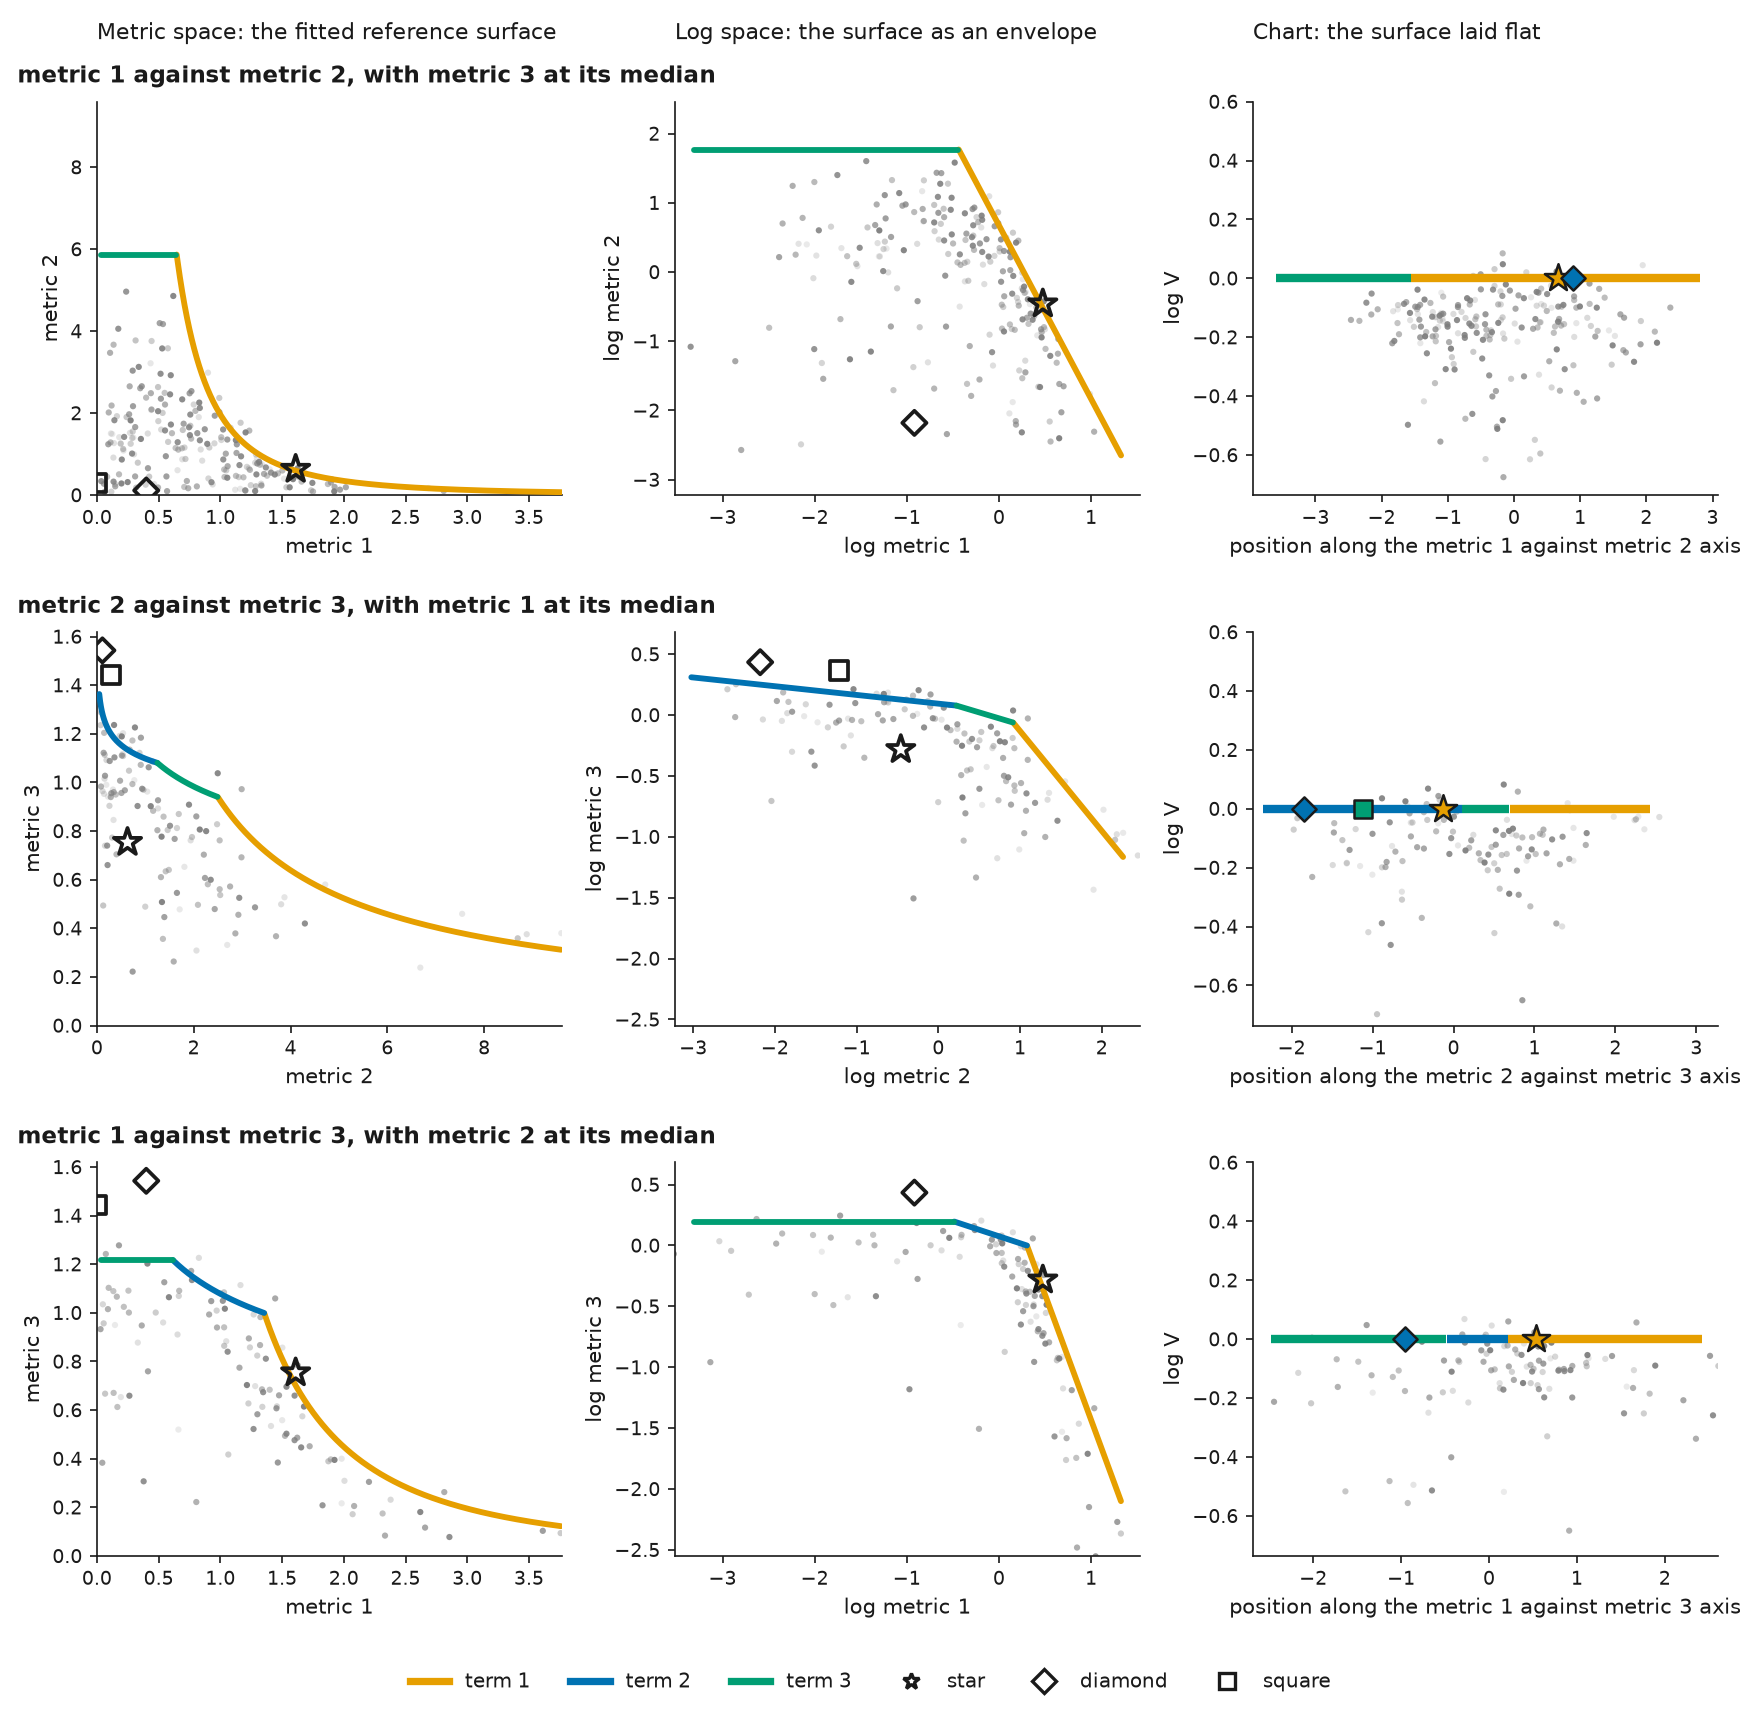 Metric space: the fitted reference surface
Log space: the surface as an envelope
Chart: the surface laid flat
metric 1 against metric 2, with metric 3 at its median
metric 2
8
6
4
2
0
0.0 0.5 1.0 1.5 2.0 2.5 3.0 3.5
metric 1
log metric 2
2
1
0
−1
−2
−3
−3 −2 −1 0 1
log metric 1
log V
0.6
0.4
0.2
0.0
−0.2
−0.4
−0.6
−3 −2 −1 0 1 2 3
position along the metric 1 against metric 2 axis
metric 2 against metric 3, with metric 1 at its median
metric 3
1.6
1.4
1.2
1.0
0.8
0.6
0.4
0.2
0.0
0 2 4 6 8
metric 2
log metric 3
0.5
0.0
−0.5
−1.0
−1.5
−2.0
−2.5
−3 −2 −1 0 1 2
log metric 2
log V
0.6
0.4
0.2
0.0
−0.2
−0.4
−0.6
−2 −1 0 1 2 3
position along the metric 2 against metric 3 axis
metric 1 against metric 3, with metric 2 at its median
metric 3
1.6
1.4
1.2
1.0
0.8
0.6
0.4
0.2
0.0
0.0 0.5 1.0 1.5 2.0 2.5 3.0 3.5
metric 1
log metric 3
0.5
0.0
−0.5
−1.0
−1.5
−2.0
−2.5
−3 −2 −1 0 1
log metric 1
log V
0.6
0.4
0.2
0.0
−0.2
−0.4
−0.6
−2 −1 0 1 2
position along the metric 1 against metric 3 axis
term 1 term 2 term 3 star diamond square